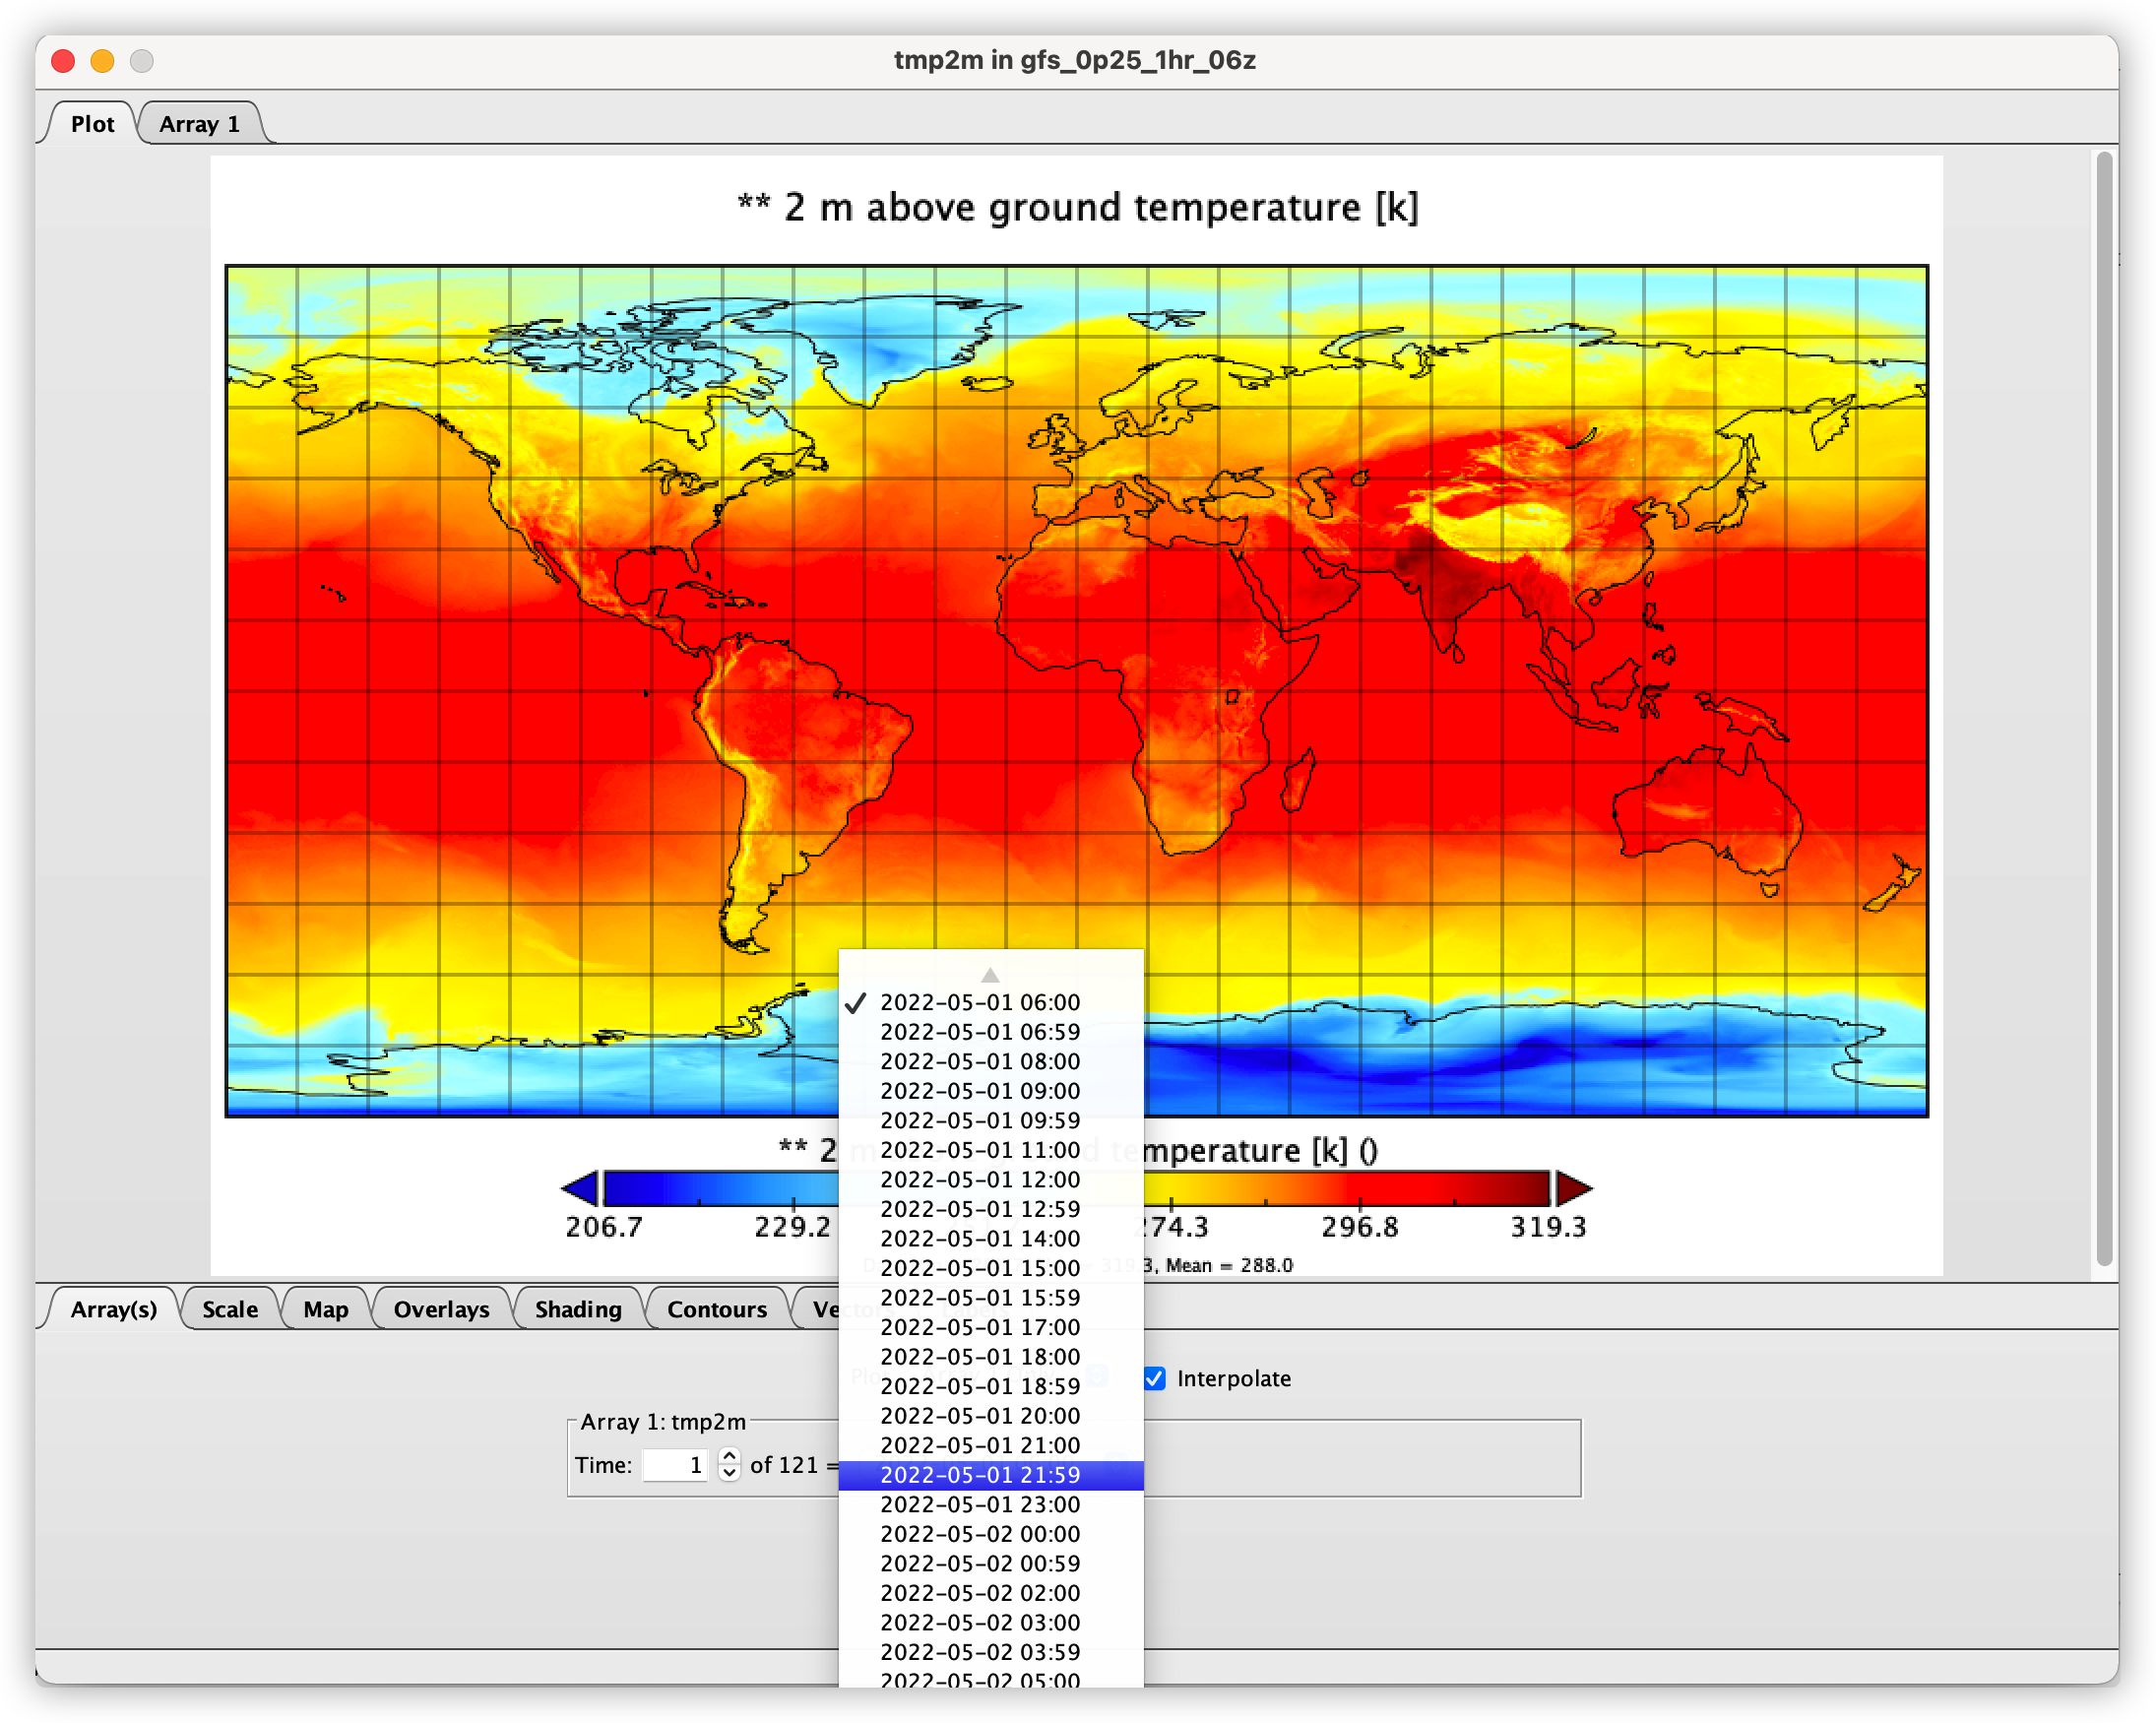 tmp2m in gfs_0p25_1hr_06z
Plot
Array 1
** 2 m above ground temperature [k]
** 2 m ground temperature [k] ()
206.7 229.2 274.3 296.8 319.3
319.3, Mean = 288.0
Array(s) Scale Map Overlays Shading Contours Vectors
Interpolate
Array 1: tmp2m
Time: 1 of 121 =
2022-05-01 06:00
2022-05-01 06:59
2022-05-01 08:00
2022-05-01 09:00
2022-05-01 09:59
2022-05-01 11:00
2022-05-01 12:00
2022-05-01 12:59
2022-05-01 14:00
2022-05-01 15:00
2022-05-01 15:59
2022-05-01 17:00
2022-05-01 18:00
2022-05-01 18:59
2022-05-01 20:00
2022-05-01 21:00
2022-05-01 21:59
2022-05-01 23:00
2022-05-02 00:00
2022-05-02 00:59
2022-05-02 02:00
2022-05-02 03:00
2022-05-02 03:59
2022-05-02 05:00